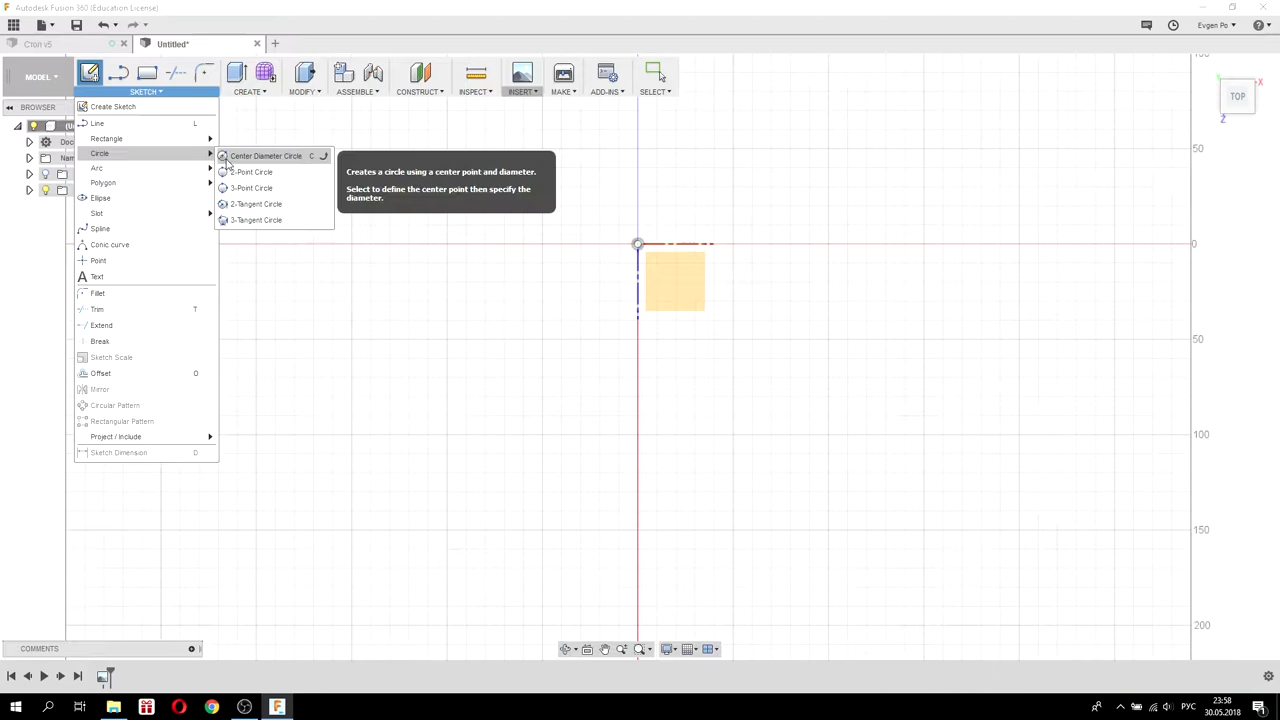 Autodesk Fusion 360 (Education License)
Evgen Po
Стол v5
Untitled*
MODEL
SKETCH
CREATE
MODIFY
ASSEMBLE
CONSTRUCT
INSPECT
INSERT
MAKE
ADD-INS
SELECT
BROWSER
Create Sketch
Line L
Rectangle
Circle
Arc
Polygon
Ellipse
Slot
Spline
Conic curve
Point
Text
Fillet
Trim T
Extend
Break
Sketch Scale
Offset O
Mirror
Circular Pattern
Rectangular Pattern
Project / Include
Sketch Dimension D
Center Diameter Circle C
2-Point Circle
3-Point Circle
2-Tangent Circle
3-Tangent Circle
Creates a circle using a center point and diameter.
Select to define the center point then specify the
diameter.
TOP
X
Z
50
0
50
100
150
200
COMMENTS
РУС
23:58
30.05.2018